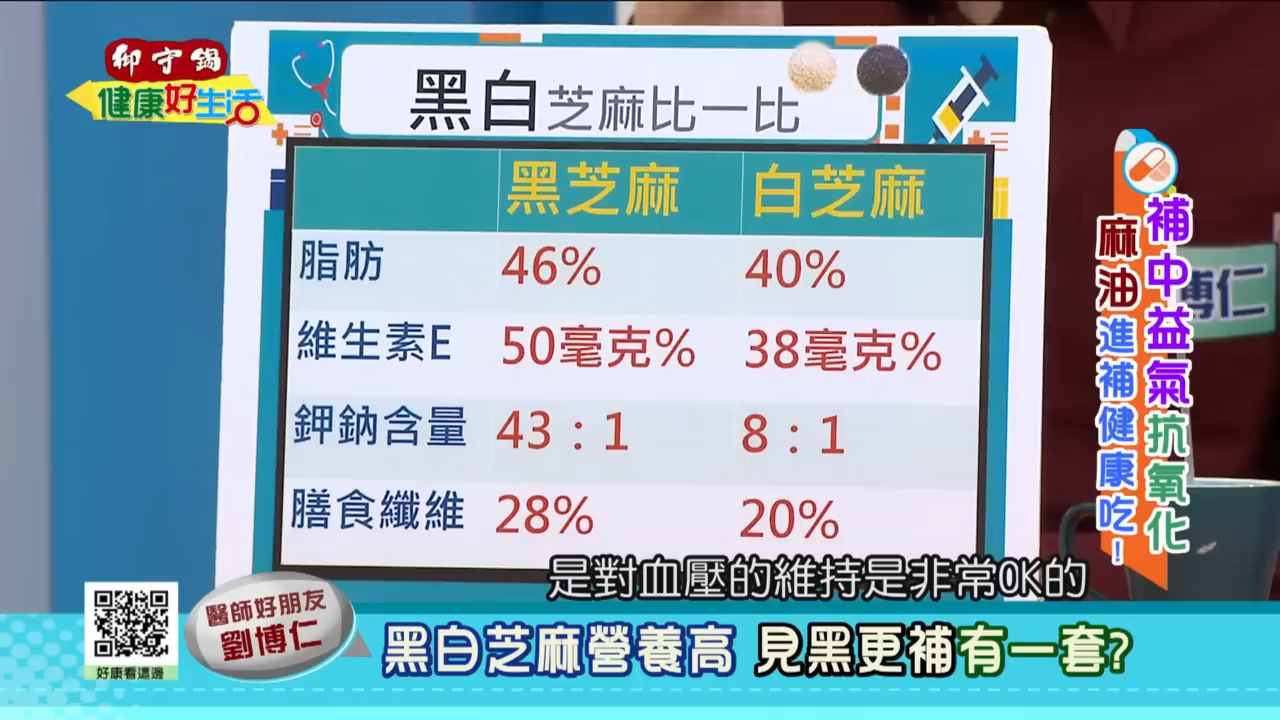 御守鍋
健康好生活
黑白芝麻比一比
黑芝麻 白芝麻
脂肪 46% 40%
維生素E 50毫克% 38毫克%
鉀鈉含量 43：1 8：1
膳食纖維 28% 20%
補中益氣抗氧化
麻油進補健康吃！
博仁
是對血壓的維持是非常OK的
醫師好朋友
劉博仁
黑白芝麻營養高 見黑更補有一套?
好康看這邊